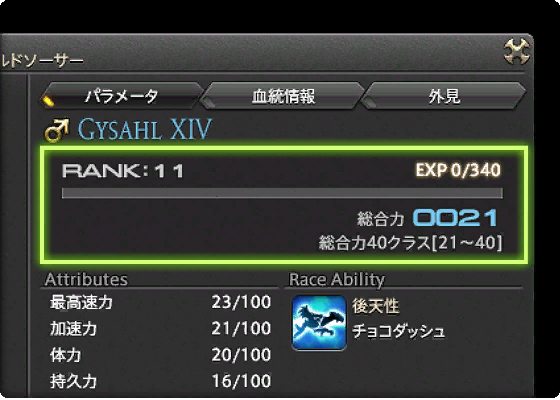 ルドソーサー
パラメータ 血統情報 外見
♂ GYSAHL XIV
RANK:11 EXP 0/340
総合力 0021
総合力40クラス[21～40]
Attributes Race Ability
最高速力 23/100 後天性
加速力 21/100 チョコダッシュ
体力 20/100
持久力 16/100